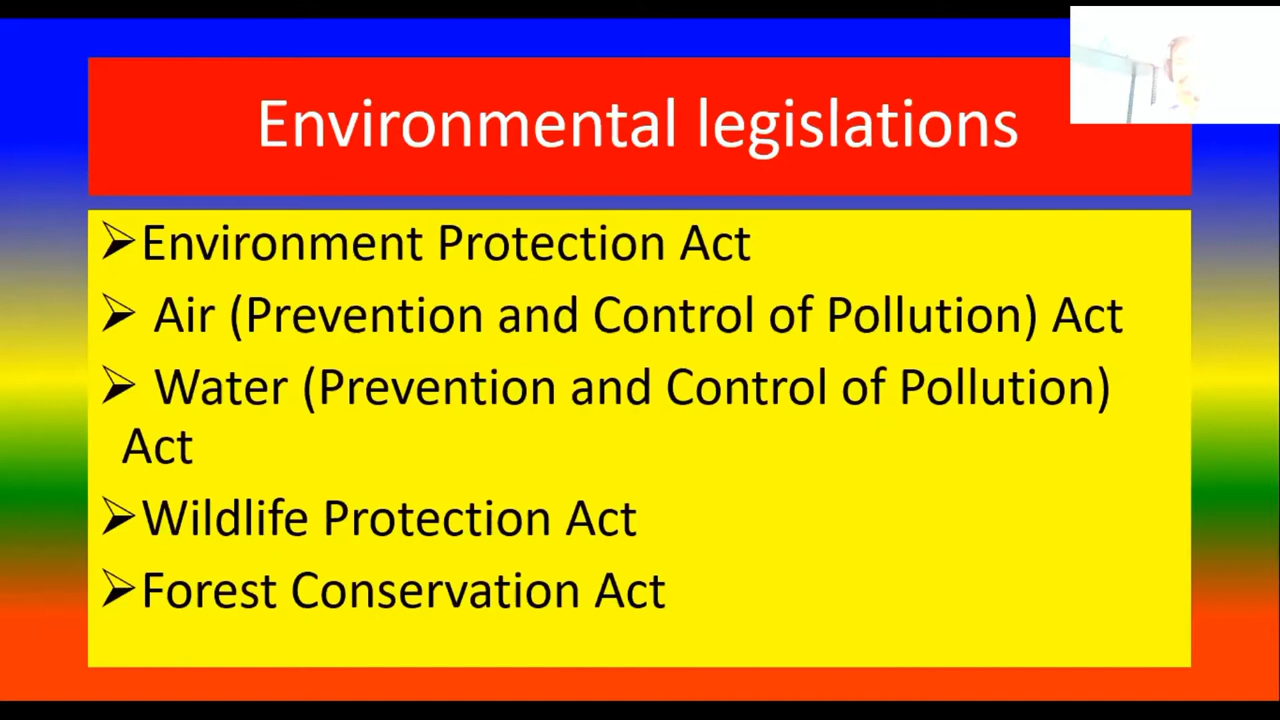 Environmental legislations
➢Environment Protection Act
➢ Air (Prevention and Control of Pollution) Act
➢ Water (Prevention and Control of Pollution)
Act
➢Wildlife Protection Act
➢Forest Conservation Act